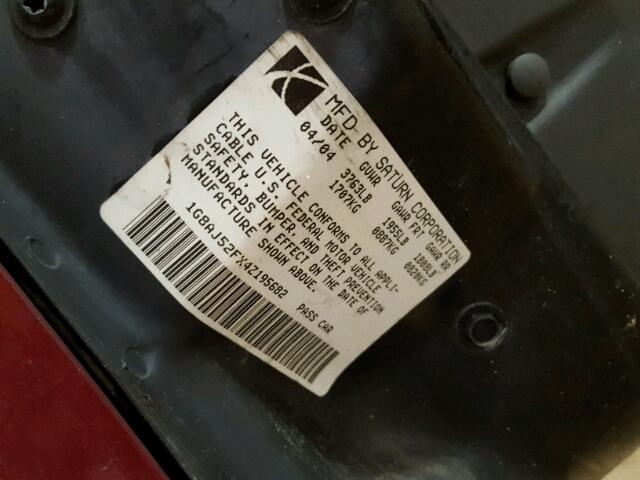 MFD BY SATURN CORPORATION
DATE GVWR GAWR FRT GAWR RR
04/04 3763LB 1955LB 1808LB
1707KG 0887KG 0820KG
THIS VEHICLE CONFORMS TO ALL APPLI-
CABLE U.S. FEDERAL MOTOR VEHICLE
SAFETY, BUMPER, AND THEFT PREVENTION
STANDARDS IN EFFECT ON THE DATE OF
MANUFACTURE SHOWN ABOVE.
1G8AJ52FX4Z195682 PASS CAR